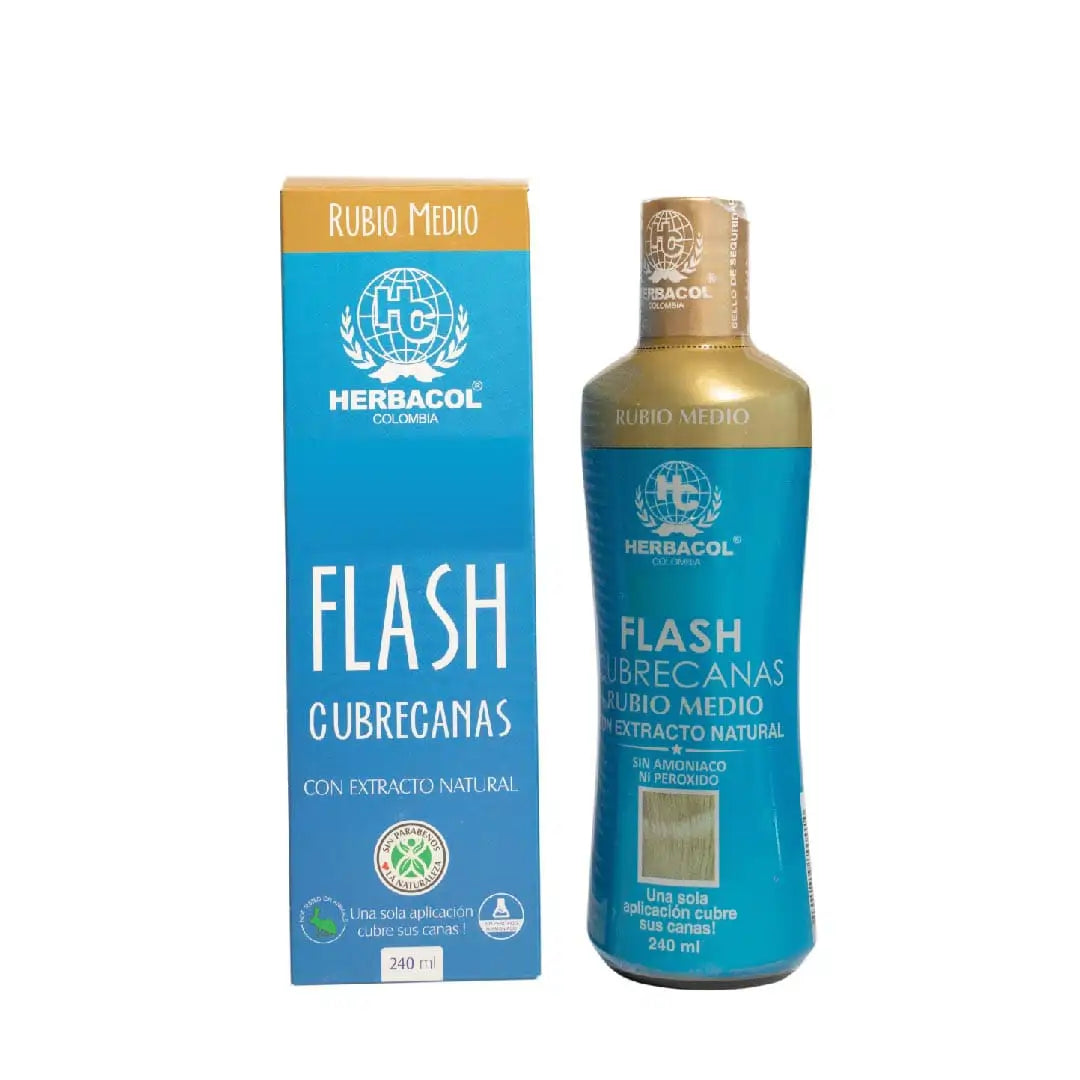 RUBIO MEDIO
HC
HERBACOL®
COLOMBIA
FLASH
CUBRECANAS
CON EXTRACTO NATURAL
SIN PARABENOS
LA NATURALEZA
Una sola aplicación
cubre sus canas !
240 ml
HC
ERBACOL®
COLOMBIA
SELLO DE SEGURIDAD
RUBIO MEDIO
HC
HERBACOL®
COLOMBIA
FLASH
CUBRECANAS
RUBIO MEDIO
ON EXTRACTO NATURAL
SIN AMONIACO
NI PEROXIDO
Una sola
aplicación cubre
sus canas!
240 ml